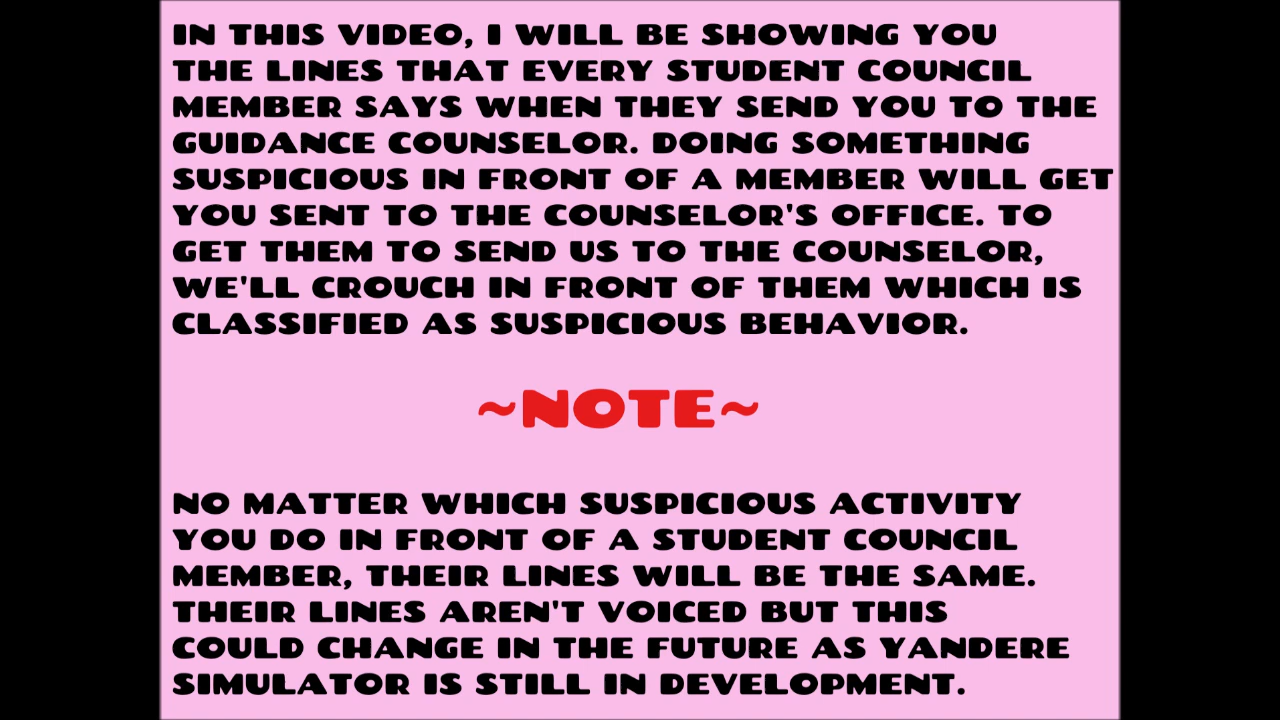 IN THIS VIDEO, I WILL BE SHOWING YOU
THE LINES THAT EVERY STUDENT COUNCIL
MEMBER SAYS WHEN THEY SEND YOU TO THE
GUIDANCE COUNSELOR. DOING SOMETHING
SUSPICIOUS IN FRONT OF A MEMBER WILL GET
YOU SENT TO THE COUNSELOR'S OFFICE. TO
GET THEM TO SEND US TO THE COUNSELOR,
WE'LL CROUCH IN FRONT OF THEM WHICH IS
CLASSIFIED AS SUSPICIOUS BEHAVIOR.
~NOTE~
NO MATTER WHICH SUSPICIOUS ACTIVITY
YOU DO IN FRONT OF A STUDENT COUNCIL
MEMBER, THEIR LINES WILL BE THE SAME.
THEIR LINES AREN'T VOICED BUT THIS
COULD CHANGE IN THE FUTURE AS YANDERE
SIMULATOR IS STILL IN DEVELOPMENT.